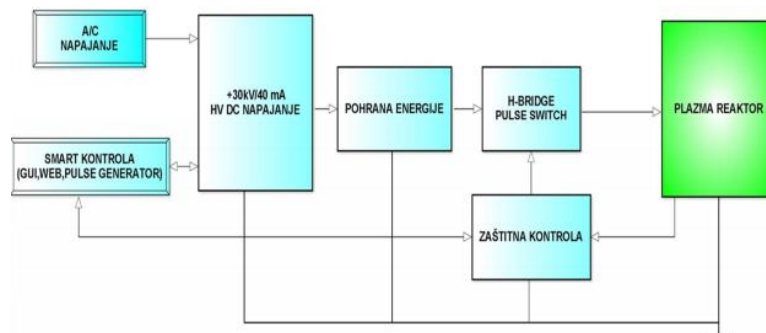 A/C
NAPAJANJE
+30kV/40 mA
HV DC NAPAJANJE
POHRANA ENERGIJE
H-BRIDGE
PULSE SWITCH
PLAZMA REAKTOR
SMART KONTROLA
(GUI,WEB,PULSE GENERATOR)
ZAŠTITNA KONTROLA